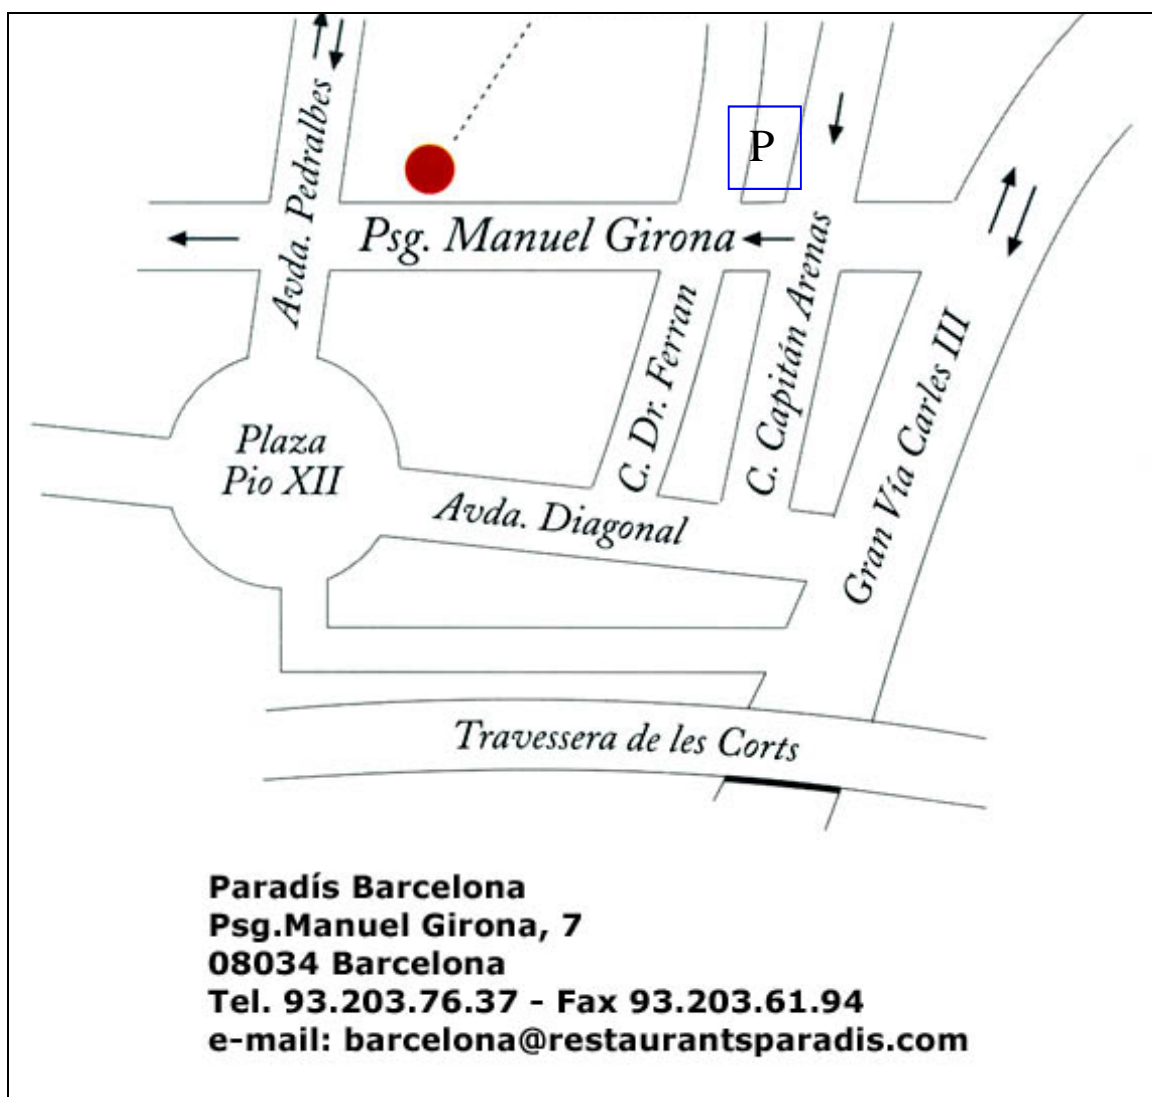 P
Avda. Pedralbes
Psg. Manuel Girona
C. Capitán Arenas
C. Dr. Ferran
Gran Vía Carles III
Plaza
Pio XII
Avda. Diagonal
Travessera de les Corts
Paradís Barcelona
Psg.Manuel Girona, 7
08034 Barcelona
Tel. 93.203.76.37 - Fax 93.203.61.94
e-mail: barcelona@restaurantsparadis.com